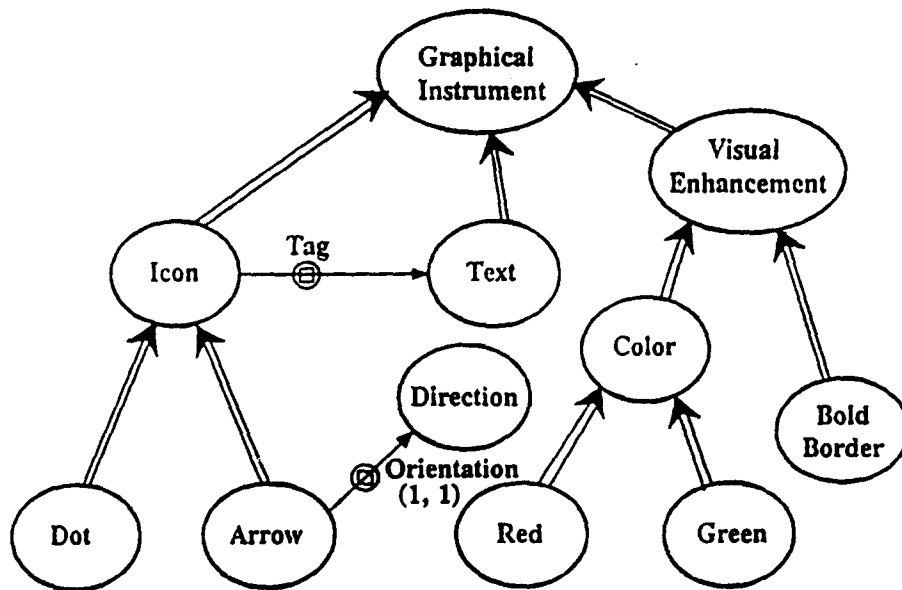 Graphical
Instrument
Visual
Enhancement
Tag
Icon
Text
Color
Direction
Bold
Border
Orientation
(1, 1)
Dot
Arrow
Red
Green